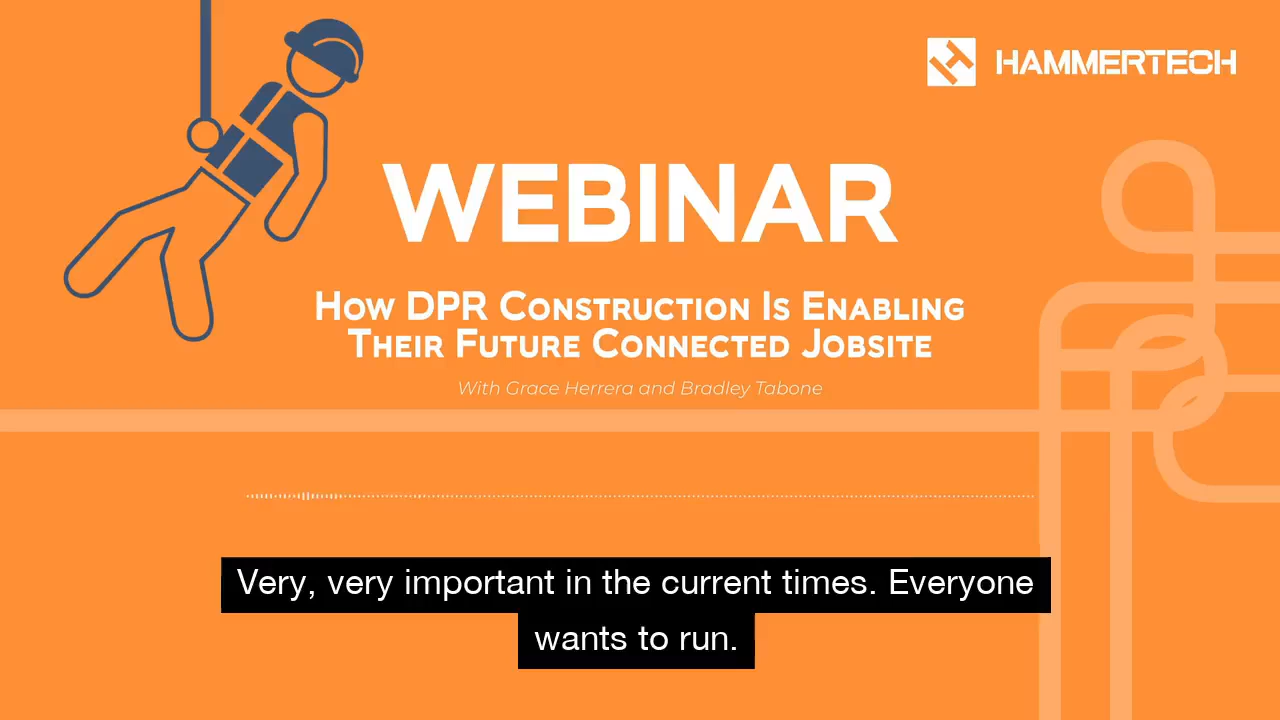 HAMMERTECH
WEBINAR
How DPR Construction Is Enabling
Their Future Connected Jobsite
With Grace Herrera and Bradley Tabone
Very, very important in the current times. Everyone
wants to run.